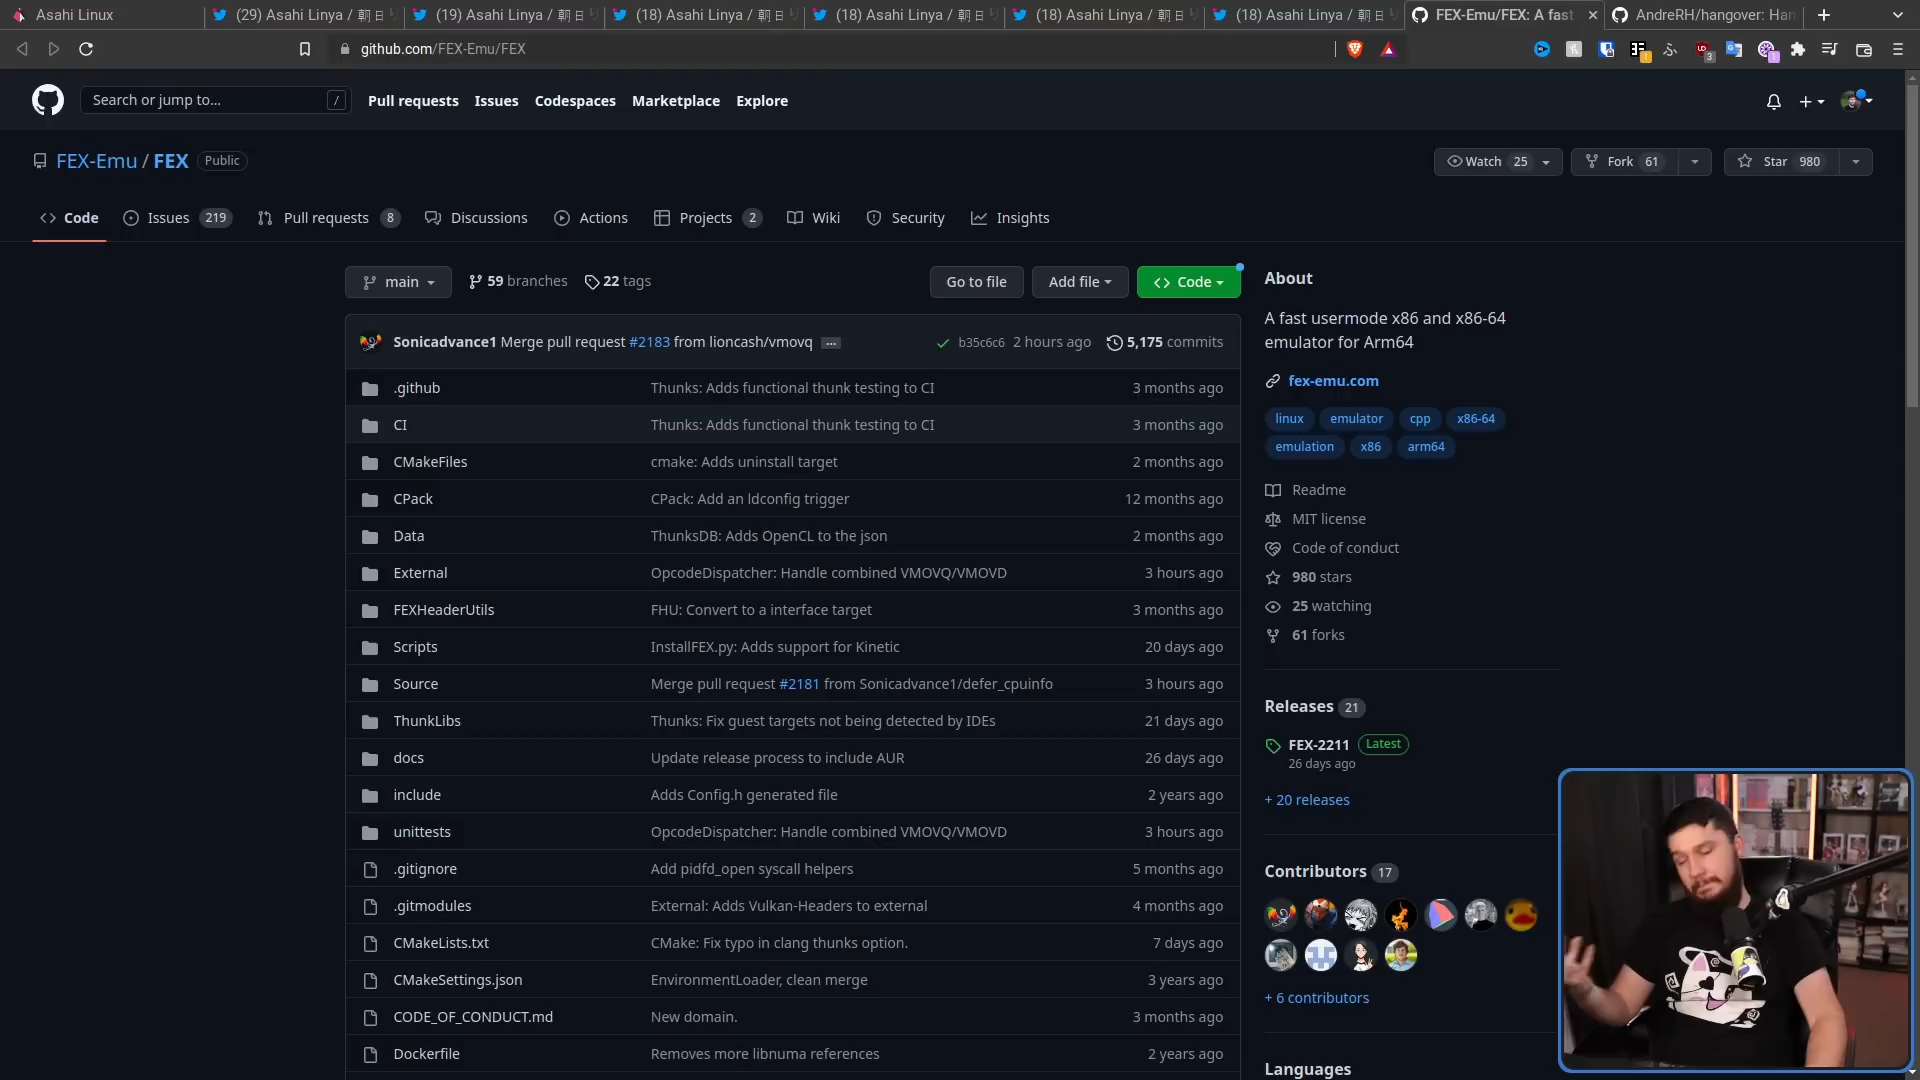 Asahi Linux
(29) Asahi Linya / 朝日
(19) Asahi Linya / 朝日
(18) Asahi Linya / 朝日
(18) Asahi Linya / 朝日
(18) Asahi Linya / 朝日
(18) Asahi Linya / 朝日
FEX-Emu/FEX: A fast
AndreRH/hangover: Han
github.com/FEX-Emu/FEX
Search or jump to... /
Pull requests Issues Codespaces Marketplace Explore
FEX-Emu / FEX Public
Watch 25 Fork 61 Star 980
Code Issues 219 Pull requests 8 Discussions Actions Projects 2 Wiki Security Insights
main 59 branches 22 tags Go to file Add file Code
Sonicadvance1 Merge pull request #2183 from lioncash/vmovq ... b35c6c6 2 hours ago 5,175 commits
.github Thunks: Adds functional thunk testing to CI 3 months ago
CI Thunks: Adds functional thunk testing to CI 3 months ago
CMakeFiles cmake: Adds uninstall target 2 months ago
CPack CPack: Add an ldconfig trigger 12 months ago
Data ThunksDB: Adds OpenCL to the json 2 months ago
External OpcodeDispatcher: Handle combined VMOVQ/VMOVD 3 hours ago
FEXHeaderUtils FHU: Convert to a interface target 3 months ago
Scripts InstallFEX.py: Adds support for Kinetic 20 days ago
Source Merge pull request #2181 from Sonicadvance1/defer_cpuinfo 3 hours ago
ThunkLibs Thunks: Fix guest targets not being detected by IDEs 21 days ago
docs Update release process to include AUR 26 days ago
include Adds Config.h generated file 2 years ago
unittests OpcodeDispatcher: Handle combined VMOVQ/VMOVD 3 hours ago
.gitignore Add pidfd_open syscall helpers 5 months ago
.gitmodules External: Adds Vulkan-Headers to external 4 months ago
CMakeLists.txt CMake: Fix typo in clang thunks option. 7 days ago
CMakeSettings.json EnvironmentLoader, clean merge 3 years ago
CODE_OF_CONDUCT.md New domain. 3 months ago
Dockerfile Removes more libnuma references 2 years ago
About
A fast usermode x86 and x86-64
emulator for Arm64
fex-emu.com
linux emulator cpp x86-64
emulation x86 arm64
Readme
MIT license
Code of conduct
980 stars
25 watching
61 forks
Releases 21
FEX-2211 Latest
26 days ago
+ 20 releases
Contributors 17
+ 6 contributors
Languages